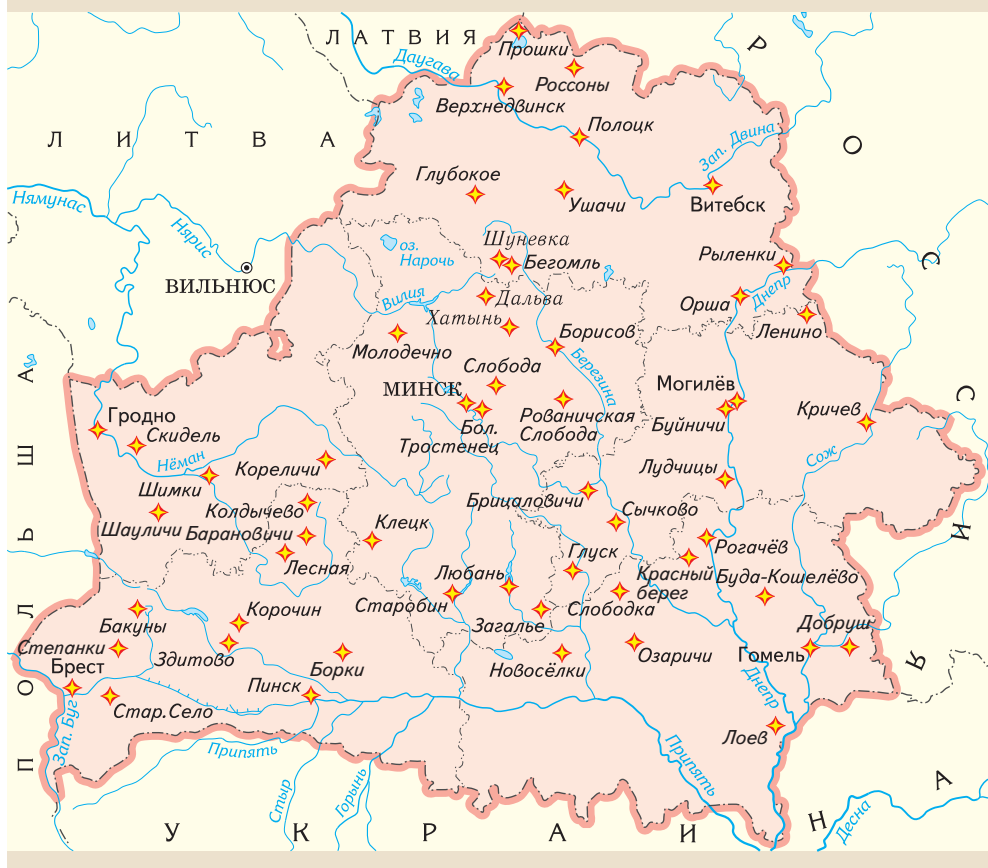 ЛАТВИЯ
Прошки
Даугава
Россоны
Верхнедвинск
Полоцк
Зап. Двина
ЛИТВА
РОССИЯ
Глубокое
Ушачи
Витебск
Нямунас
Нярис
Шуневка
оз.
Нарочь
Бегомль
Рыленки
ВИЛЬНЮС
Вилия
Дальва
Орша
Днепр
Хатынь
Борисов
Ленино
Молодечно
Березина
Слобода
МИНСК
Могилёв
Гродно
Рованичская
Слобода
Буйничи
Кричев
Скидель
Бол.
Тростенец
Сож
Нёман
Кореличи
Лудчицы
Шимки
Колдычево
Брицаловичи
Сычково
Шауличи
Барановичи
Клецк
Лесная
Глуск
Рогачёв
Любань
Красный
берег
Буда-Кошелёво
Старобин
Слободка
Корочин
Загалье
Бакуны
Добруш
Степанки
Здитово
Брест
Борки
Новосёлки
Озаричи
Гомель
Пинск
Днепр
Стар.Село
Зап. Буг
Лоев
Припять
Припять
Стыр
Горынь
Десна
ПОЛЬША
УКРАИНА